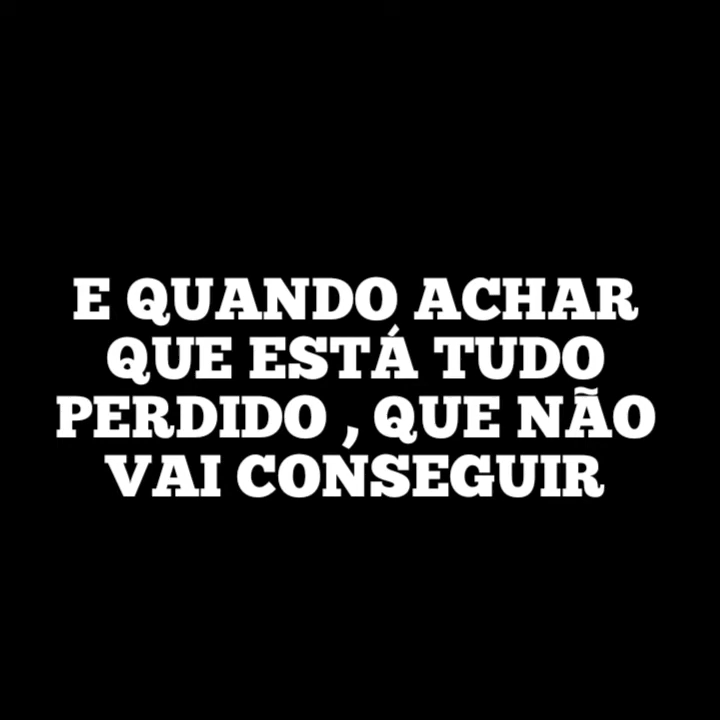 E QUANDO ACHAR
QUE ESTÁ TUDO
PERDIDO , QUE NÃO
VAI CONSEGUIR